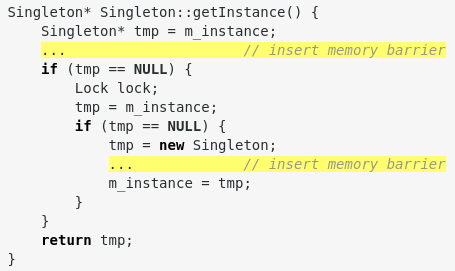 Singleton* Singleton::getInstance() {
    Singleton* tmp = m_instance;
    ...                     // insert memory barrier
    if (tmp == NULL) {
        Lock lock;
        tmp = m_instance;
        if (tmp == NULL) {
            tmp = new Singleton;
            ...             // insert memory barrier
            m_instance = tmp;
        }
    }
    return tmp;
}